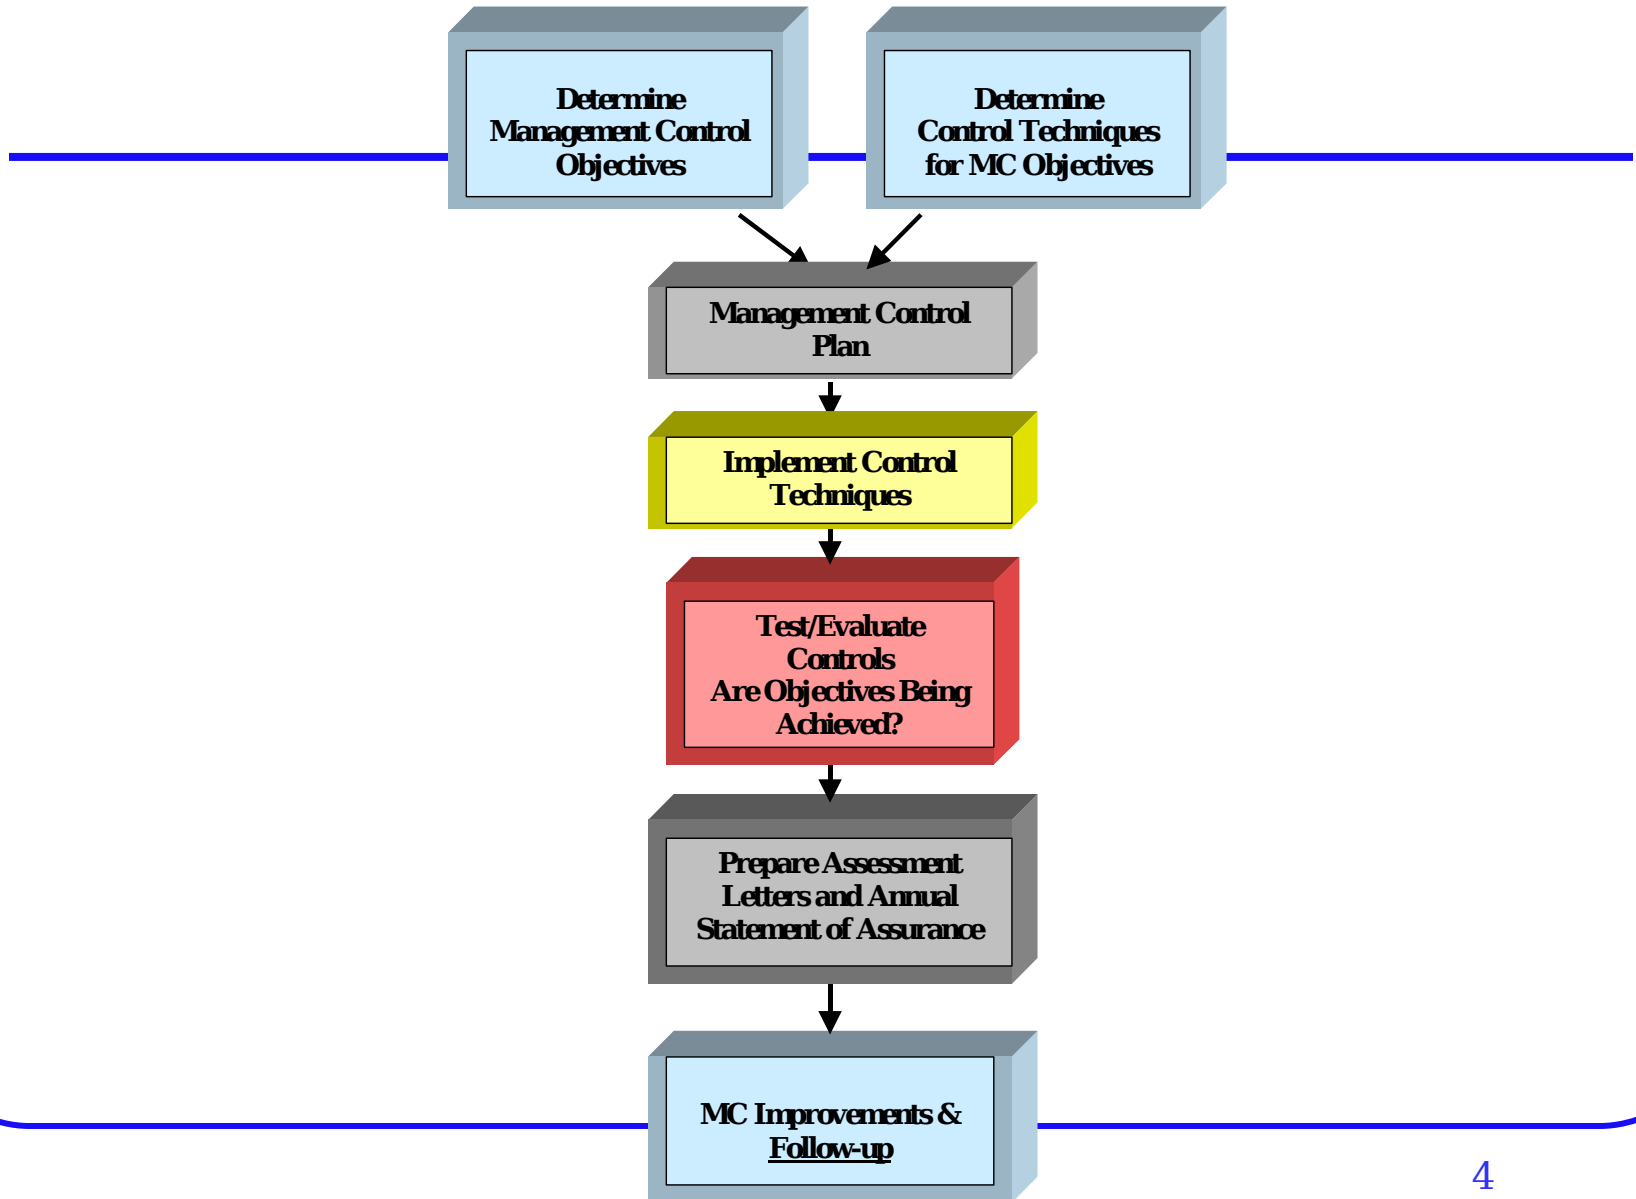 Determine
Management Control
Objectives
Determine
Control Techniques
for MC Objectives
Management Control
Plan
Implement Control
Techniques
Test/Evaluate
Controls
Are Objectives Being
Achieved?
Prepare Assessment
Letters and Annual
Statement of Assurance
MC Improvements &
Follow-up
4